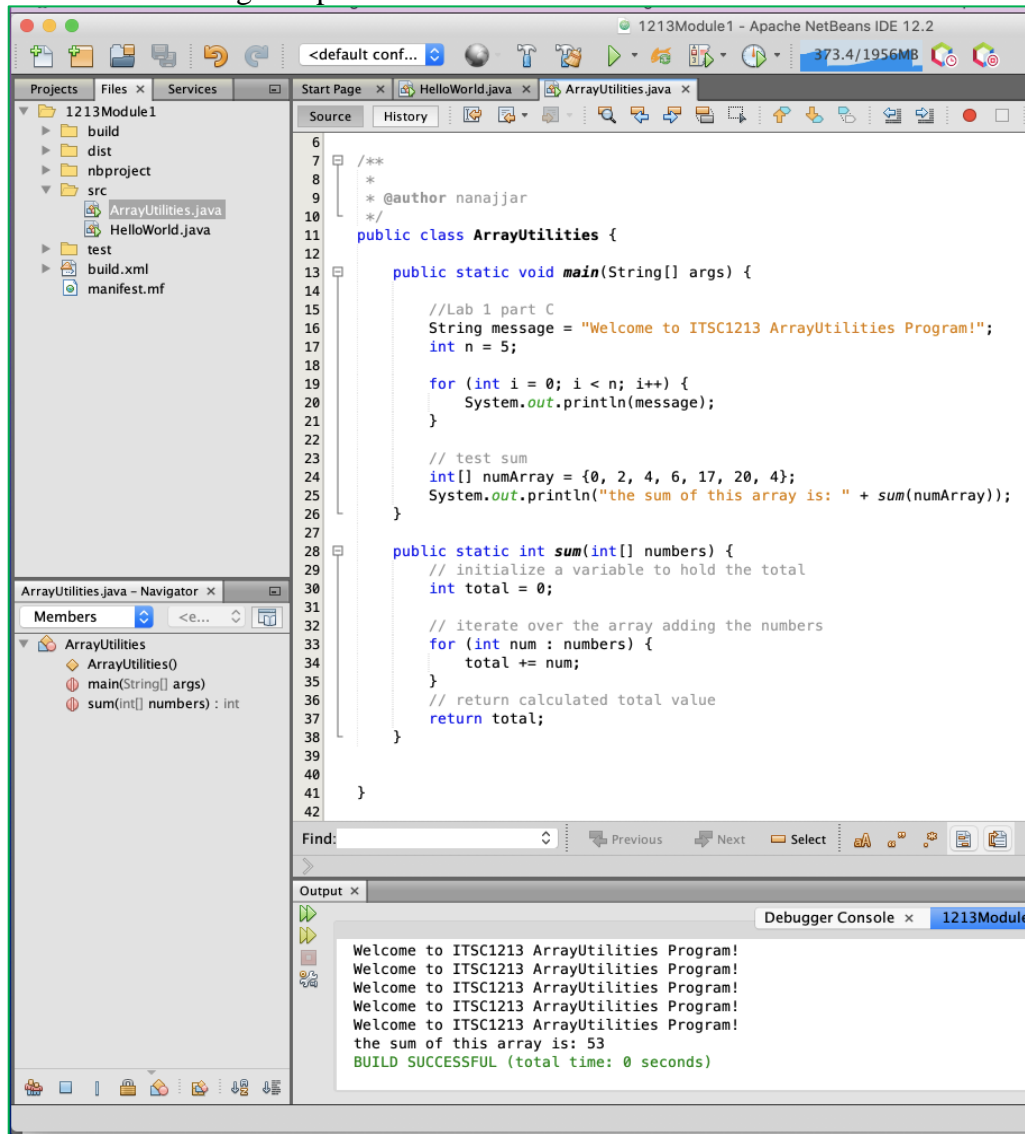 1213Module1 - Apache NetBeans IDE 12.2
<default conf...
373.4/1956MB
Projects Files × Services
Start Page × HelloWorld.java × ArrayUtilities.java ×
1213Module1
build
dist
nbproject
src
ArrayUtilities.java
HelloWorld.java
test
build.xml
manifest.mf
Source History
6
7 /**
8 *
9 * @author nanajjar
10 */
11 public class ArrayUtilities {
12
13 public static void main(String[] args) {
14
15 //Lab 1 part C
16 String message = "Welcome to ITSC1213 ArrayUtilities Program!";
17 int n = 5;
18
19 for (int i = 0; i < n; i++) {
20 System.out.println(message);
21 }
22
23 // test sum
24 int[] numArray = {0, 2, 4, 6, 17, 20, 4};
25 System.out.println("the sum of this array is: " + sum(numArray));
26 }
27
28 public static int sum(int[] numbers) {
29 // initialize a variable to hold the total
30 int total = 0;
31
32 // iterate over the array adding the numbers
33 for (int num : numbers) {
34 total += num;
35 }
36 // return calculated total value
37 return total;
38 }
39
40
41 }
42
ArrayUtilities.java – Navigator ×
Members <e...
ArrayUtilities
ArrayUtilities()
main(String[] args)
sum(int[] numbers) : int
Find: Previous Next Select
Output ×
Debugger Console × 1213Module
Welcome to ITSC1213 ArrayUtilities Program!
Welcome to ITSC1213 ArrayUtilities Program!
Welcome to ITSC1213 ArrayUtilities Program!
Welcome to ITSC1213 ArrayUtilities Program!
Welcome to ITSC1213 ArrayUtilities Program!
the sum of this array is: 53
BUILD SUCCESSFUL (total time: 0 seconds)